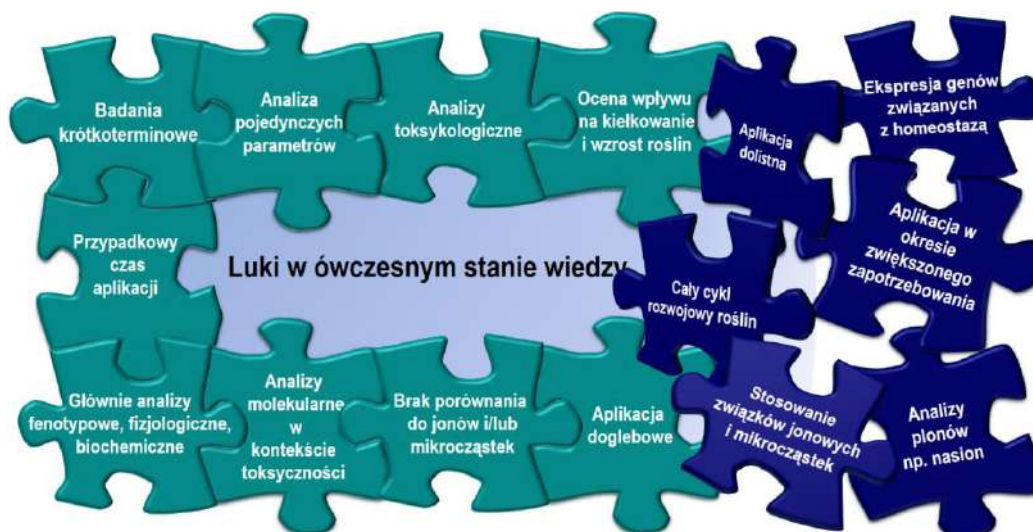 Badania
krótkoterminowe
Analiza
pojedynczych
parametrów
Analizy
toksykologiczne
Ocena wpływu
na kiełkowanie
i wzrost roślin
Aplikacja
dolistna
Ekspresja genów
związanych
z homeostazą
Przypadkowy
czas
aplikacji
Luki w ówczesnym stanie wiedzy
Cały cykl
rozwojowy roślin
Aplikacja w
okresie
zwiększonego
zapotrzebowania
Głównie analizy
fenotypowe, fizjologiczne,
biochemiczne
Analizy
molekularne
w
kontekście
toksyczności
Brak porównania
do jonów i/lub
mikrocząstek
Aplikacja
doglebowe
Stosowanie
związków jonowych
i mikrocząstek
Analizy
plonów
np. nasion